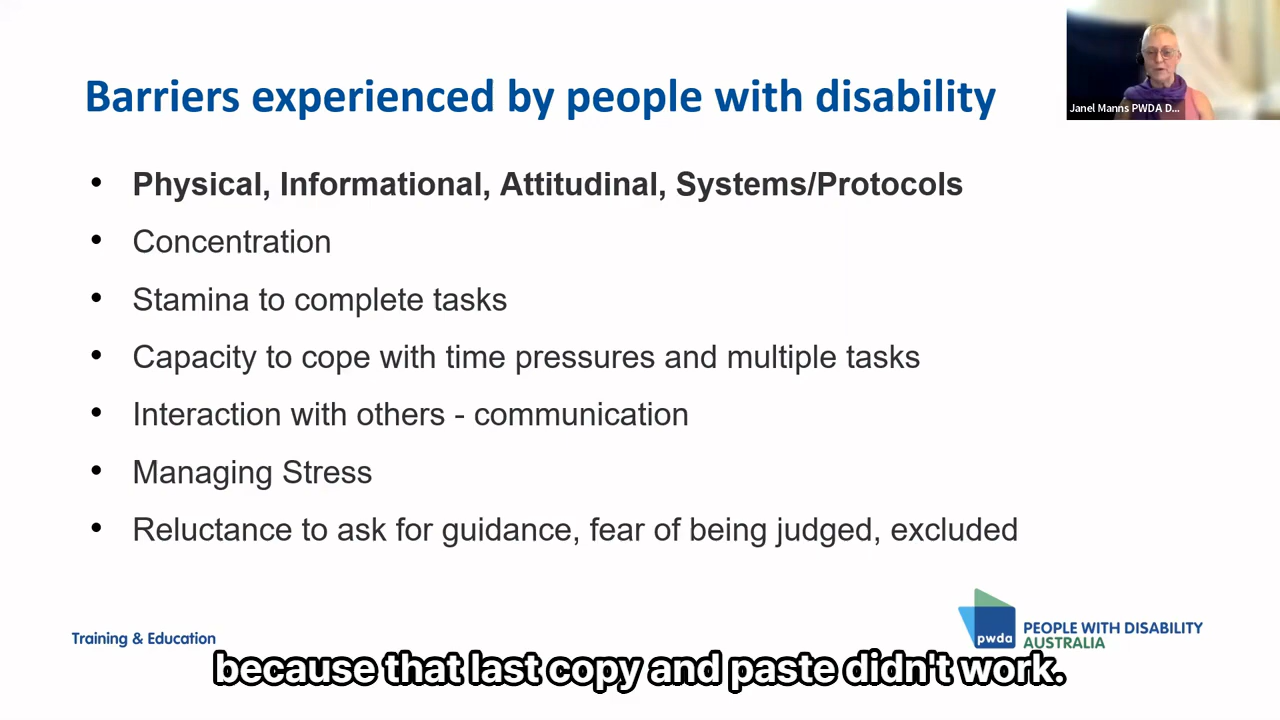 Barriers experienced by people with disability
Janel Manns PWDA D...
• Physical, Informational, Attitudinal, Systems/Protocols
• Concentration
• Stamina to complete tasks
• Capacity to cope with time pressures and multiple tasks
• Interaction with others - communication
• Managing Stress
• Reluctance to ask for guidance, fear of being judged, excluded
Training & Education
pwda
PEOPLE WITH DISABILITY
AUSTRALIA
because that last copy and paste didn't work.